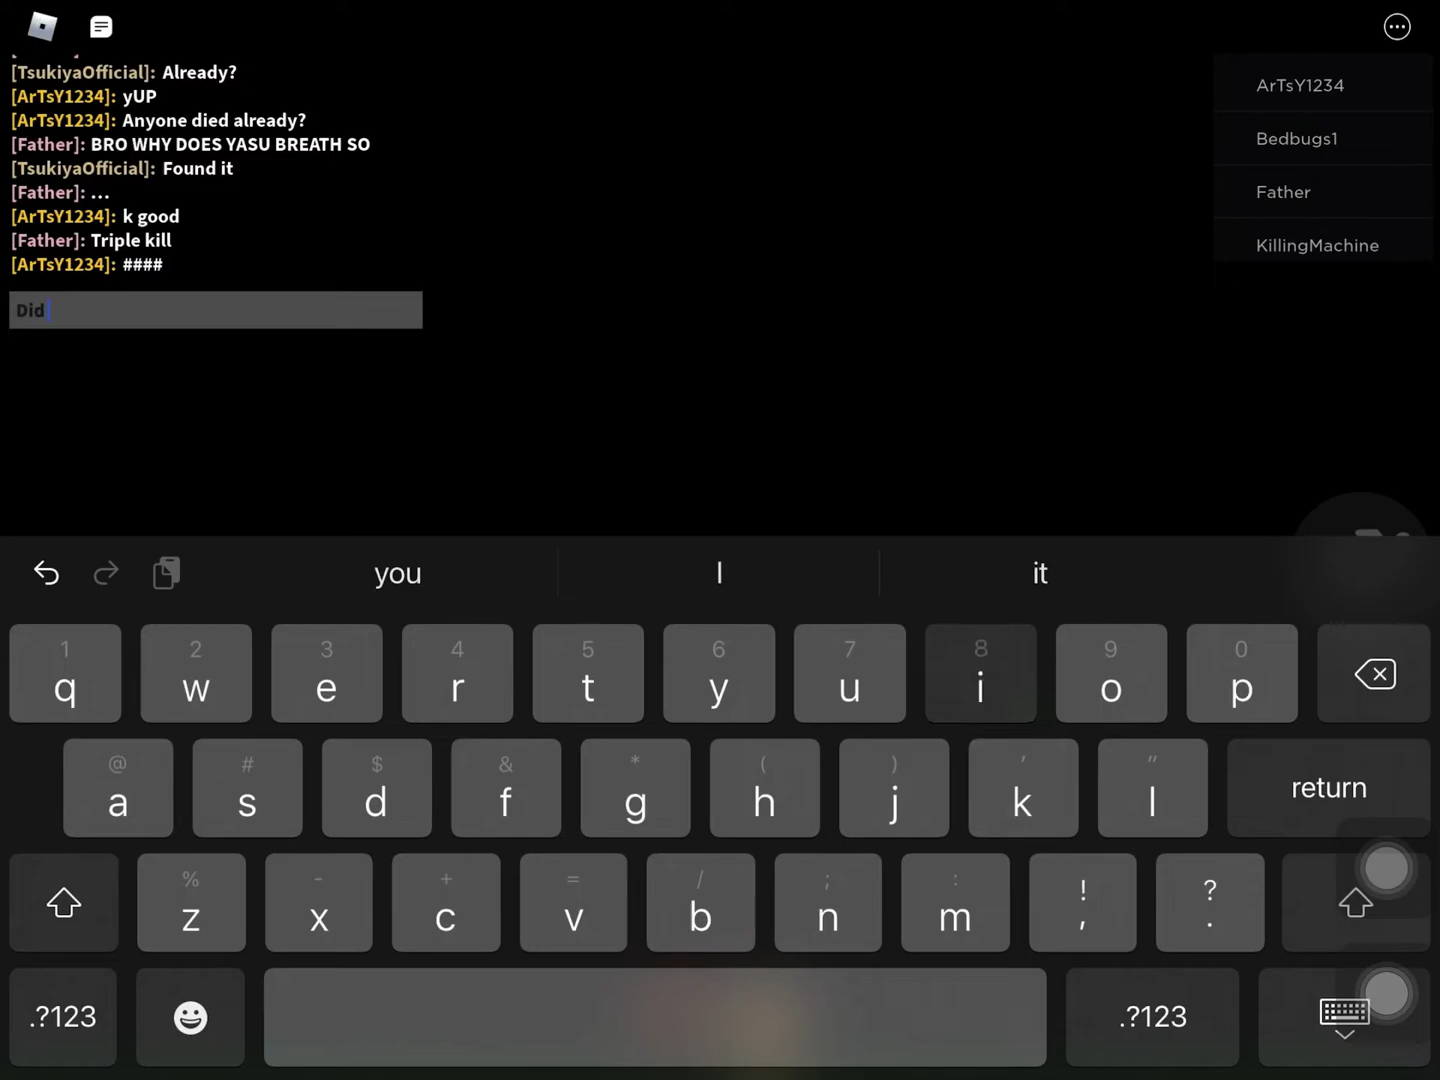 [TsukiyaOfficial]: Already?
[ArTsY1234]: yUP
[ArTsY1234]: Anyone died already?
[Father]: BRO WHY DOES YASU BREATH SO
[TsukiyaOfficial]: Found it
[Father]: ...
[ArTsY1234]: k good
[Father]: Triple kill
[ArTsY1234]: ####
Did
ArTsY1234
Bedbugs1
Father
KillingMachine
you I it
1 2 3 4 5 6 7 8 9 0
q w e r t y u i o p
@ # $ & * ( ) ' "
a s d f g h j k l return
% - + = / ; : ! ?
z x c v b n m , .
.?123 .?123